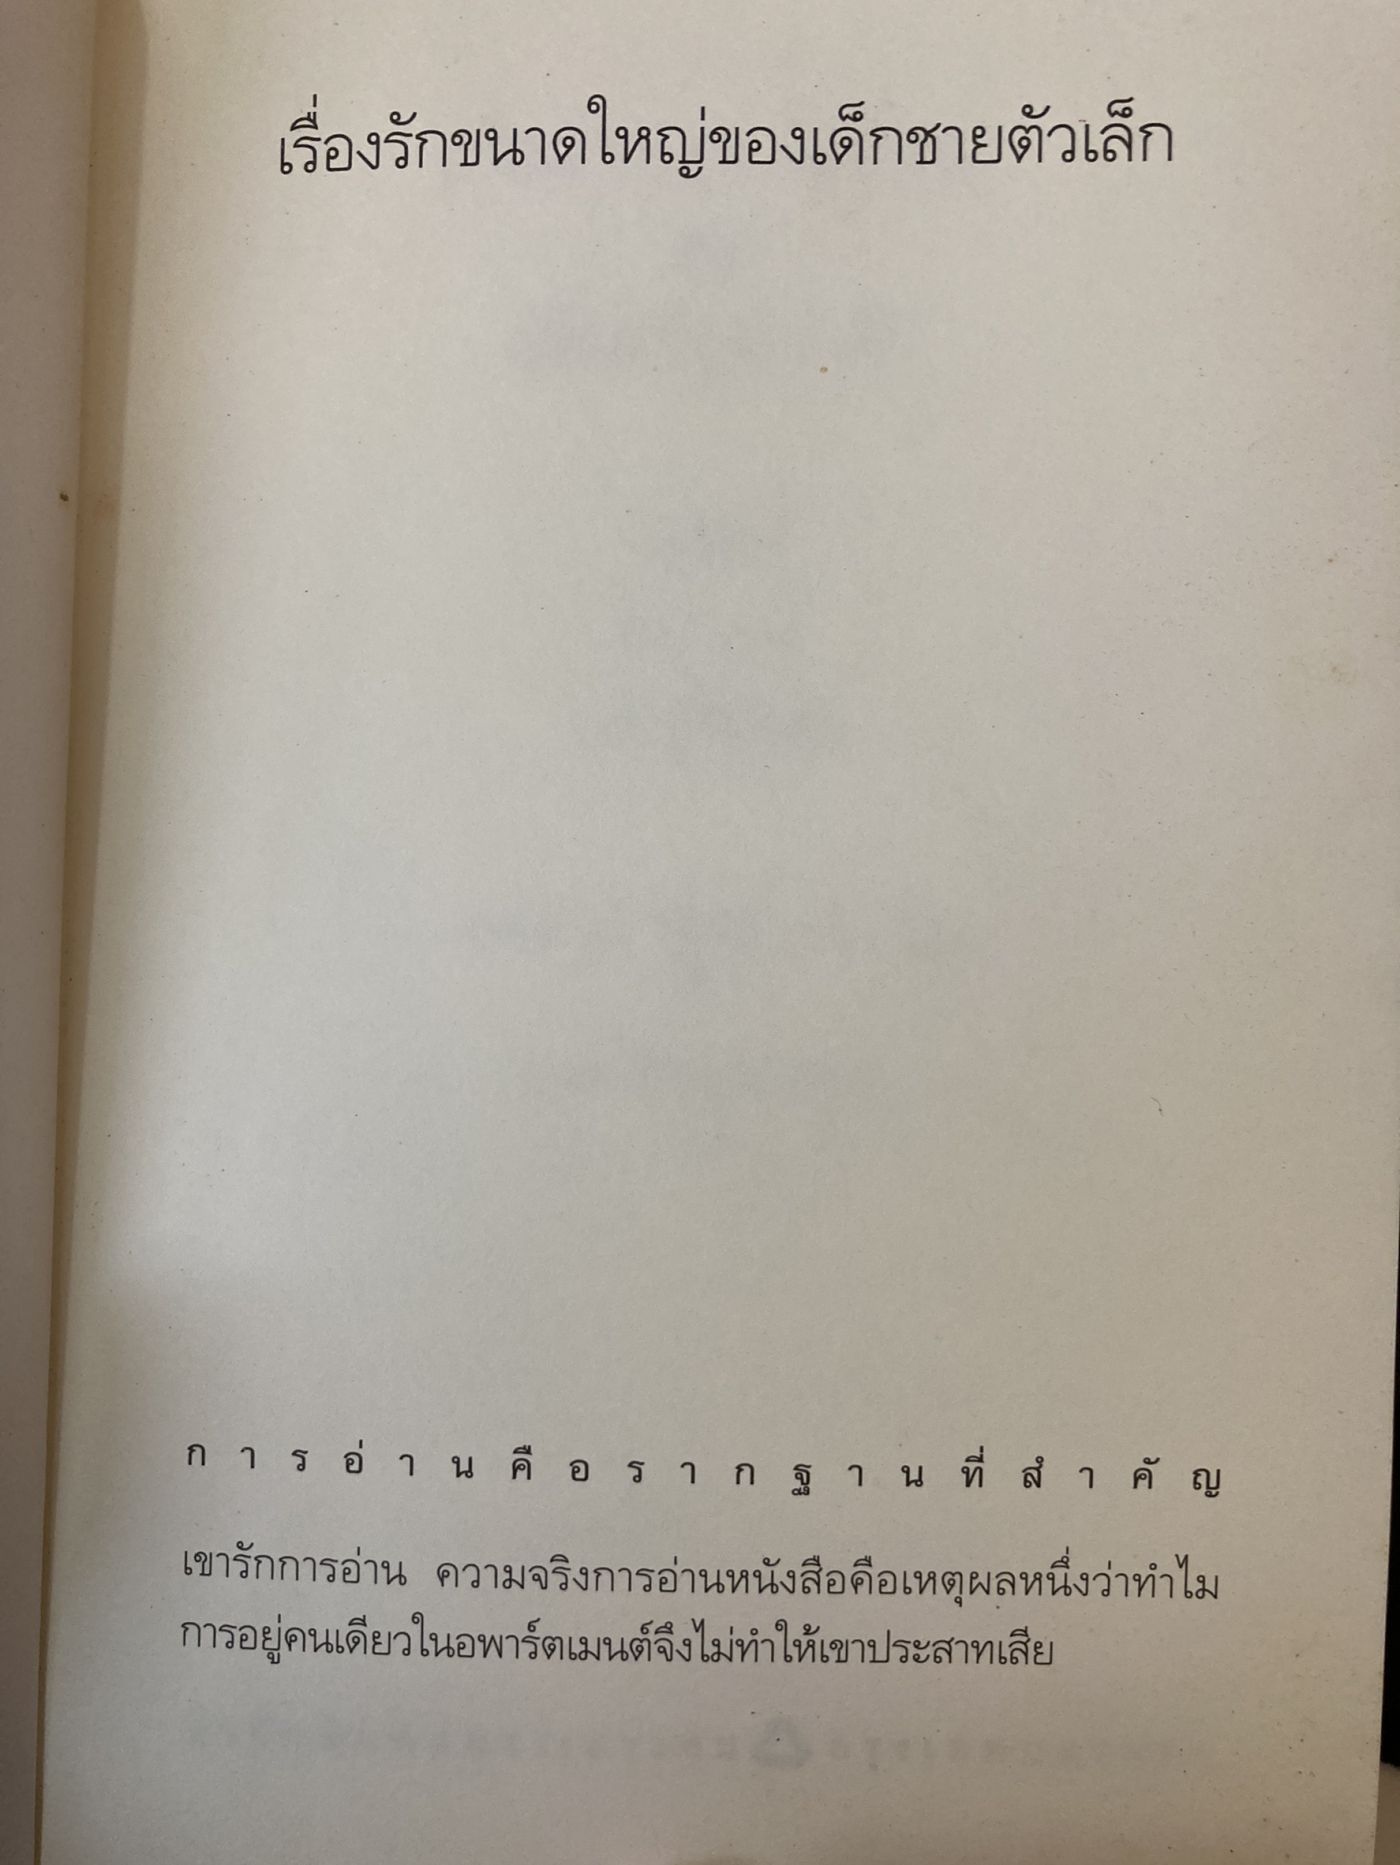 เรื่องรักขนาดใหญ่ของเด็กชายตัวเล็ก
การอ่านคือรากฐานที่สำคัญ
เขารักการอ่าน ความจริงการอ่านหนังสือคือเหตุผลหนึ่งว่าทำไม
การอยู่คนเดียวในอพาร์ตเมนต์จึงไม่ทำให้เขาประสาทเสีย